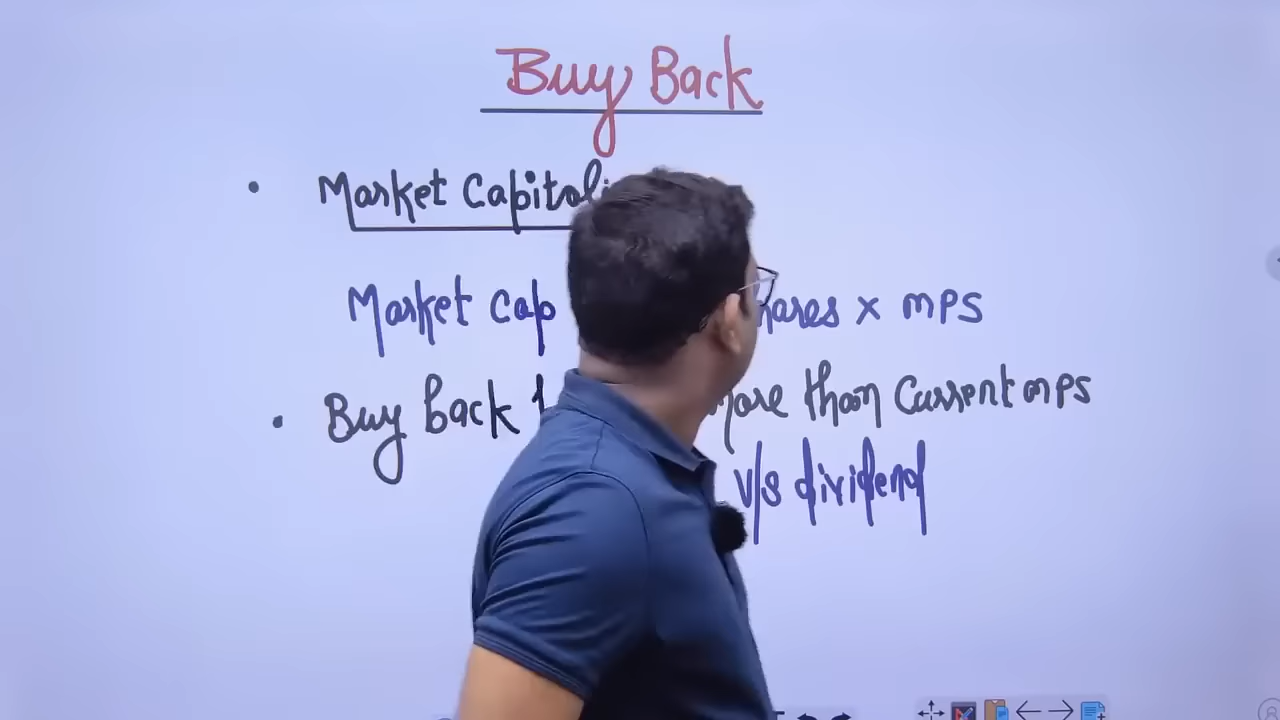 Buy Back
• Market Capitali
Market Cap hares x MPS
• Buy back more than Current mps
v/s dividend